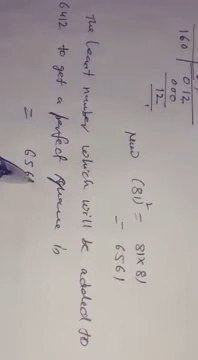 160
012
000
12
Now (81)² = 81×81
= 6561
The least number which will be added to
6412 to get a perfect square is
= 656